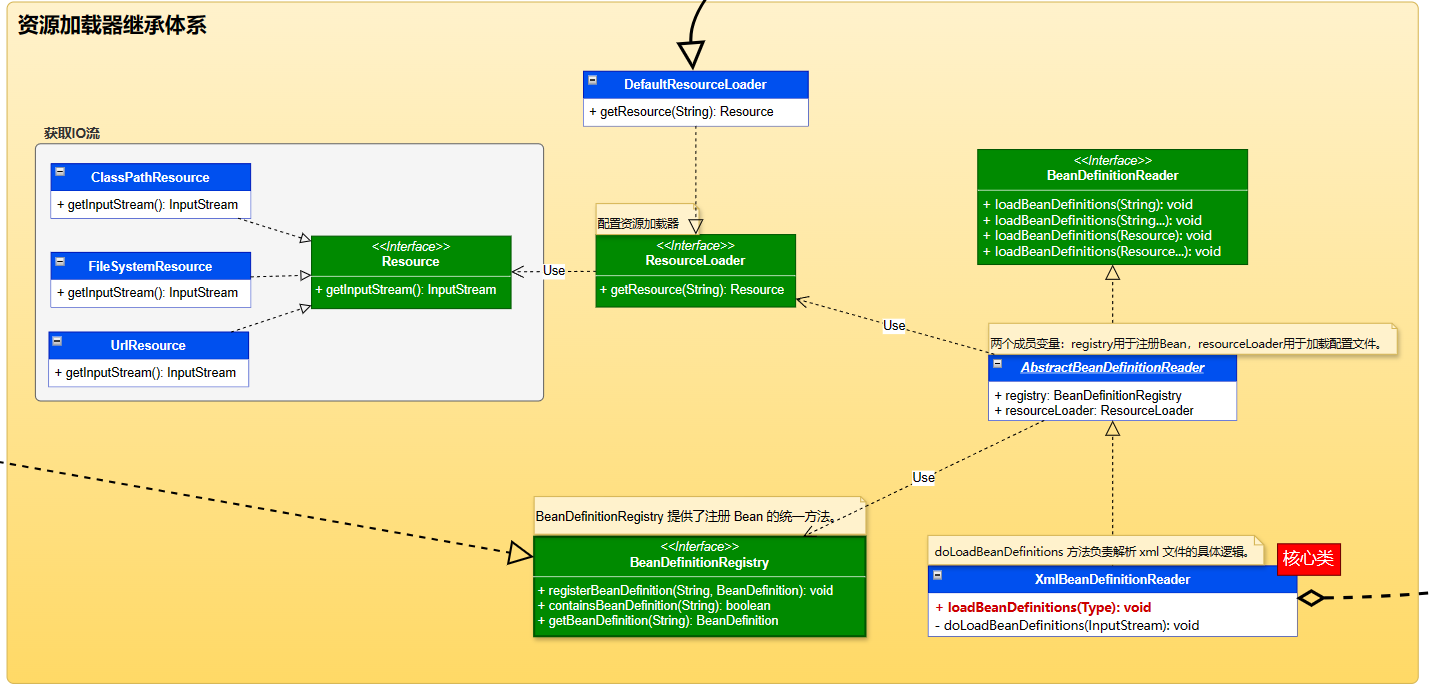 资源加载器继承体系
DefaultResourceLoader
+ getResource(String): Resource
获取IO流
ClassPathResource
+ getInputStream(): InputStream
FileSystemResource
+ getInputStream(): InputStream
UrlResource
+ getInputStream(): InputStream
<<Interface>>
Resource
+ getInputStream(): InputStream
Use
配置资源加载器
<<Interface>>
ResourceLoader
+ getResource(String): Resource
Use
<<Interface>>
BeanDefinitionReader
+ loadBeanDefinitions(String): void
+ loadBeanDefinitions(String...): void
+ loadBeanDefinitions(Resource): void
+ loadBeanDefinitions(Resource...): void
两个成员变量：registry用于注册Bean，resourceLoader用于加载配置文件。
AbstractBeanDefinitionReader
+ registry: BeanDefinitionRegistry
+ resourceLoader: ResourceLoader
Use
BeanDefinitionRegistry 提供了注册 Bean 的统一方法。
<<Interface>>
BeanDefinitionRegistry
+ registerBeanDefinition(String, BeanDefinition): void
+ containsBeanDefinition(String): boolean
+ getBeanDefinition(String): BeanDefinition
doLoadBeanDefinitions 方法负责解析 xml 文件的具体逻辑。
核心类
XmlBeanDefinitionReader
+ loadBeanDefinitions(Type): void
- doLoadBeanDefinitions(InputStream): void